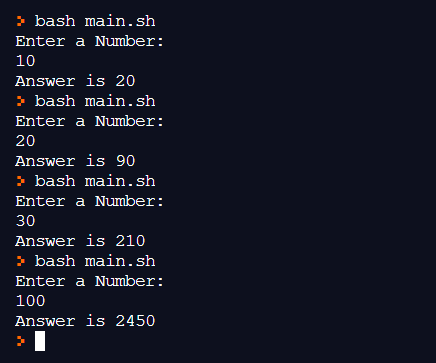 > bash main.sh
Enter a Number:
10
Answer is 20
> bash main.sh
Enter a Number:
20
Answer is 90
> bash main.sh
Enter a Number:
30
Answer is 210
> bash main.sh
Enter a Number:
100
Answer is 2450
>